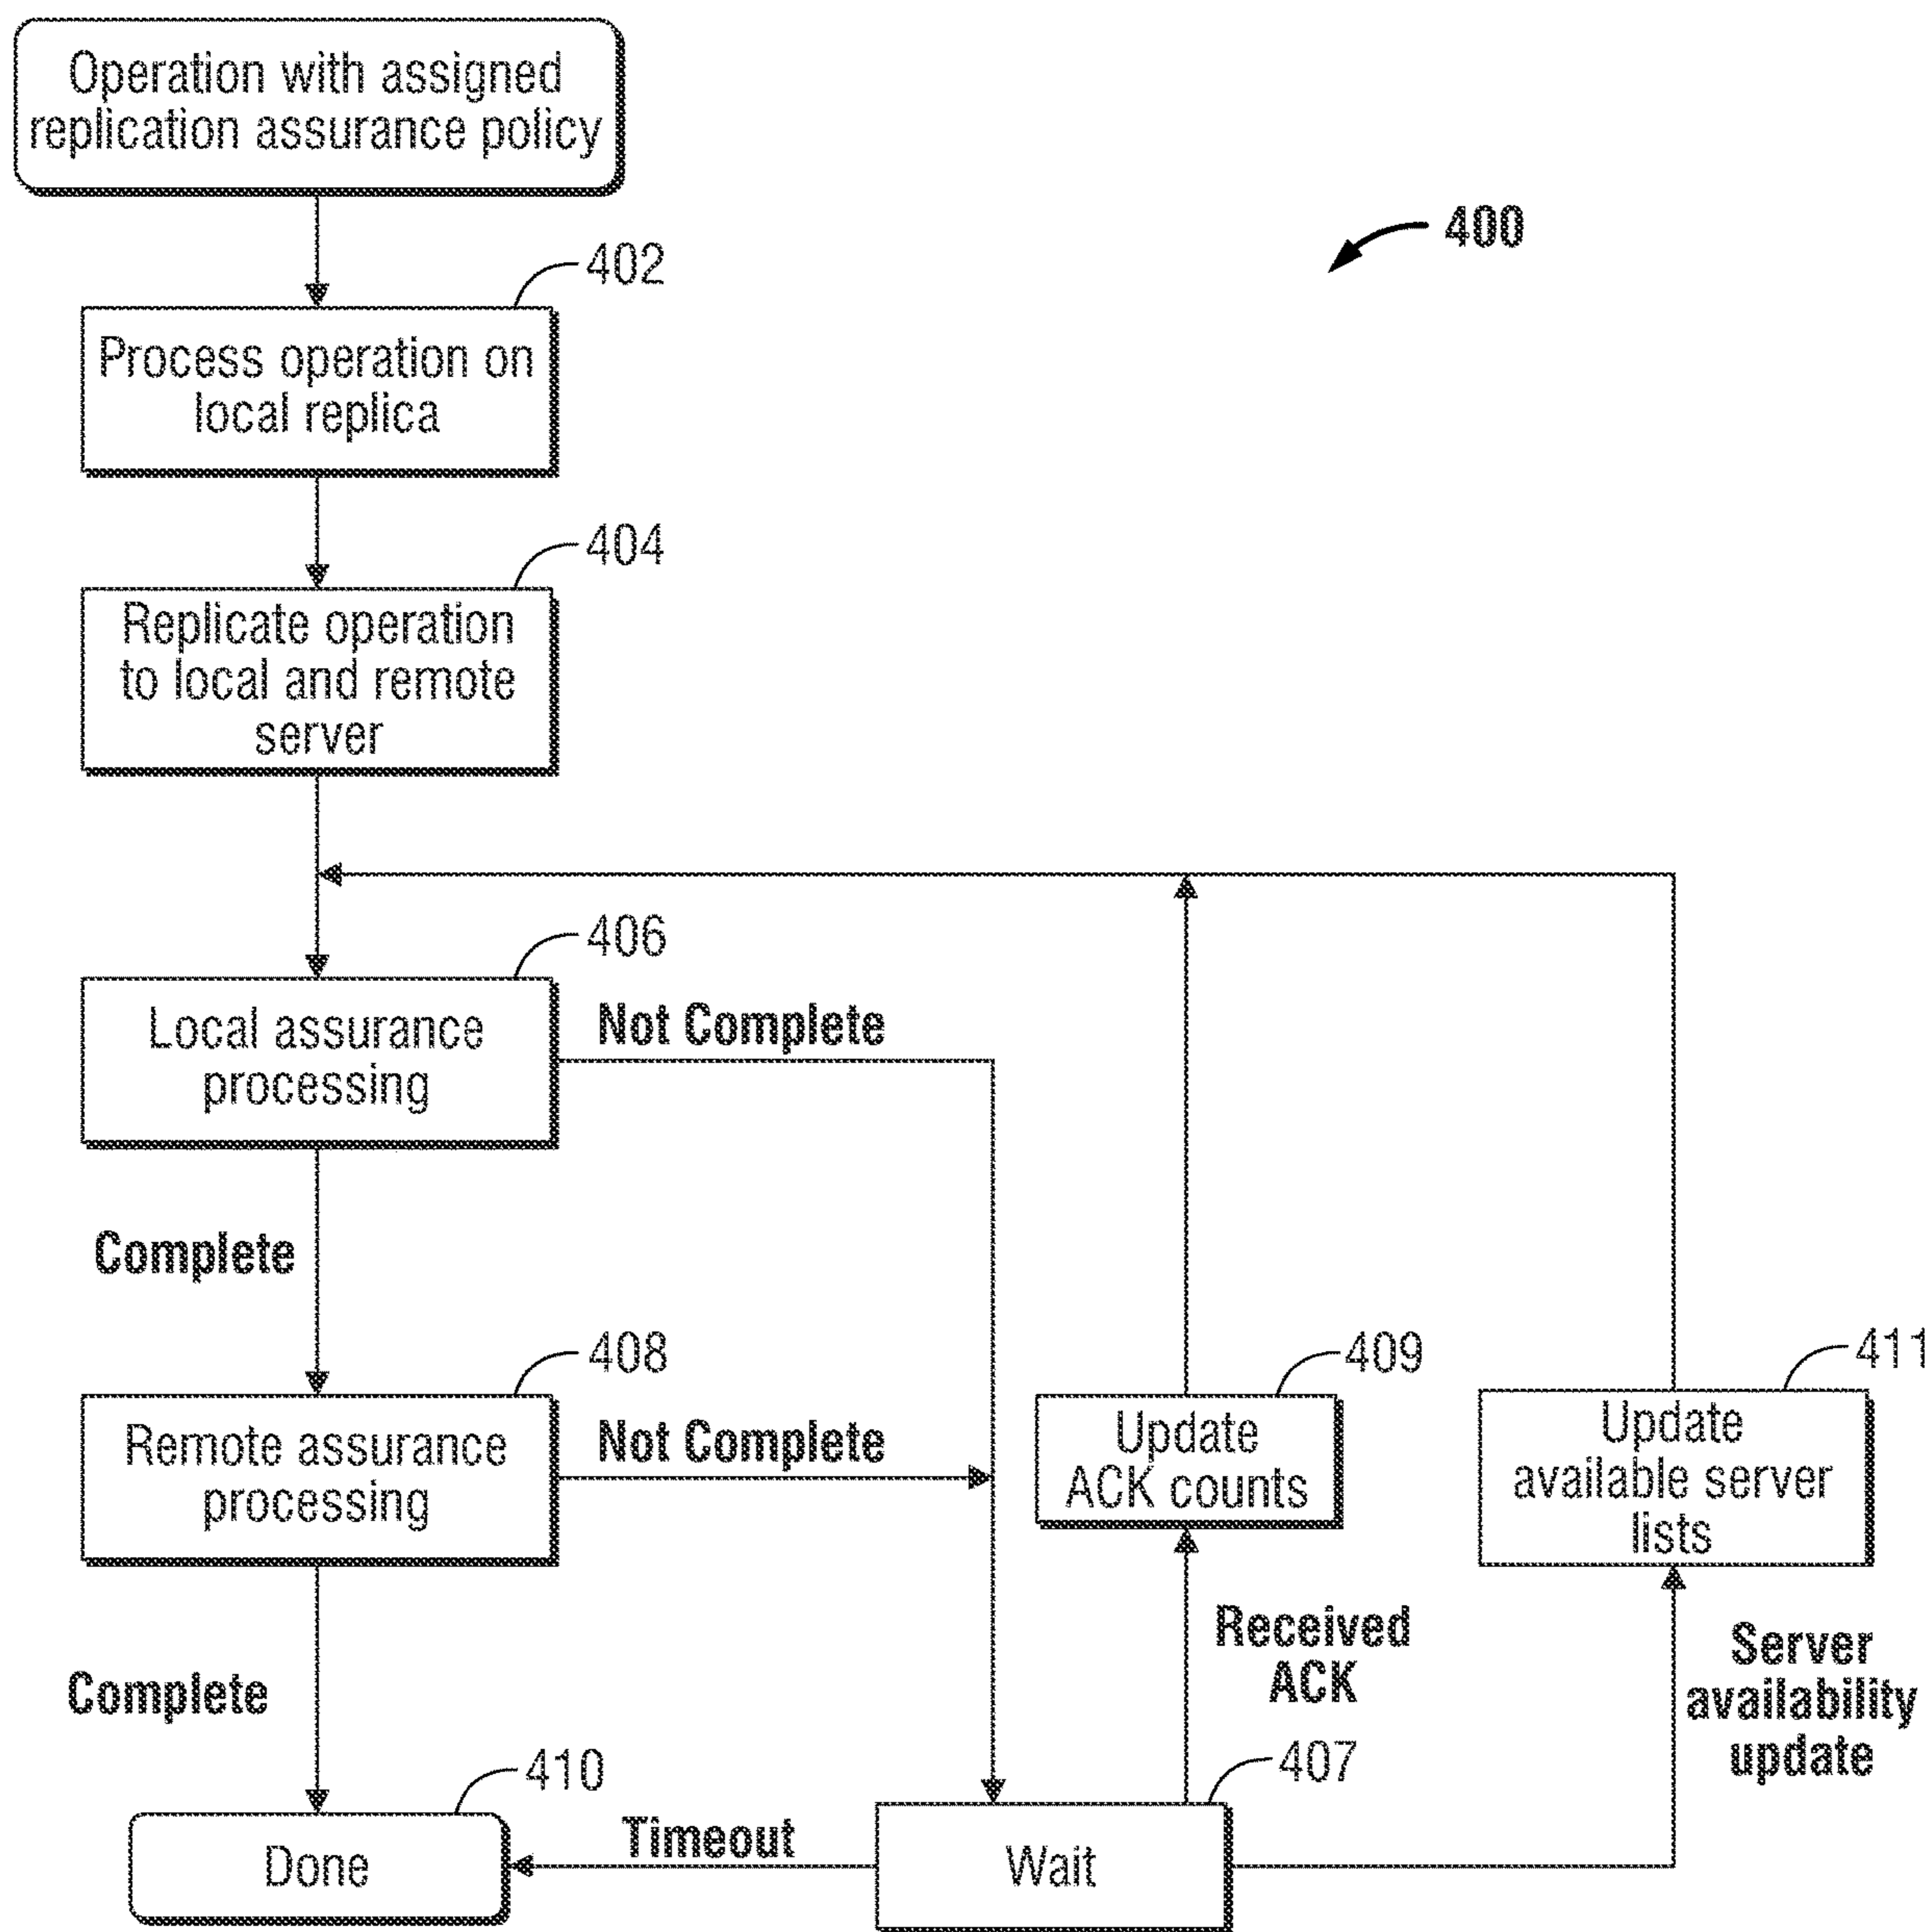 Operation with assigned
replication assurance policy
400
402
Process operation on
local replica
404
Replicate operation
to local and remote
server
406
Local assurance
processing
Not Complete
Complete
408
Remote assurance
processing
Not Complete
409
Update
ACK counts
411
Update
available server
lists
Received
ACK
Server
availability
update
Complete
410
Done
Timeout
407
Wait